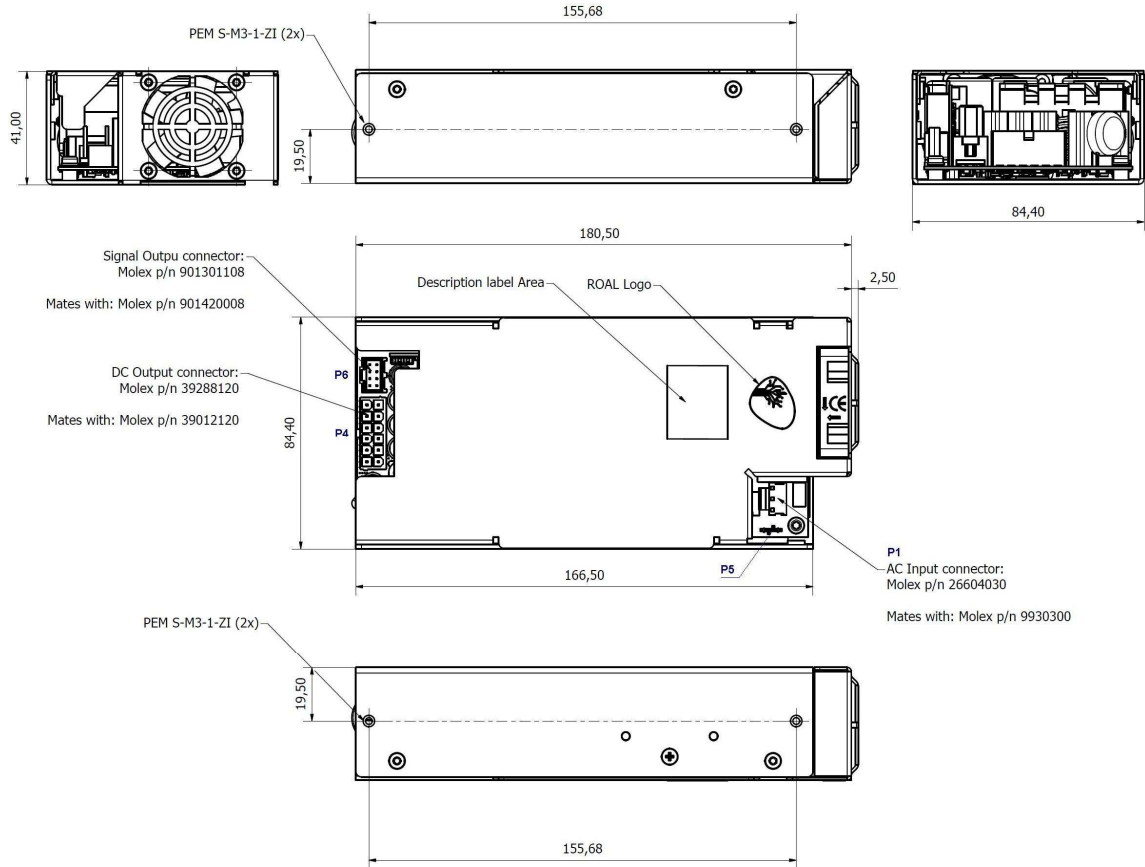 155,68
PEM S-M3-1-ZI (2x)
41,00
19,50
84,40
180,50
Signal Outpu connector:
Molex p/n 901301108
Mates with: Molex p/n 901420008
Description label Area
ROAL Logo
2,50
P6
DC Output connector:
Molex p/n 39288120
Mates with: Molex p/n 39012120
P4
84,40
CE
P5
P1
AC Input connector:
Molex p/n 26604030
Mates with: Molex p/n 9930300
166,50
PEM S-M3-1-ZI (2x)
19,50
155,68